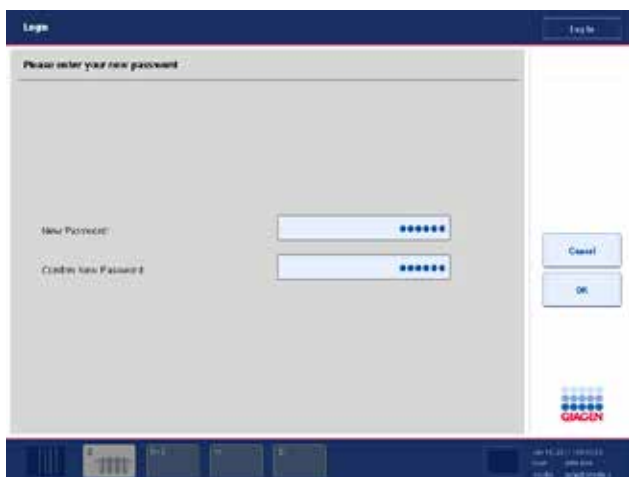 Login
Log In
Please enter your new password
New Password
Confirm New Password
Cancel
OK
QIAGEN